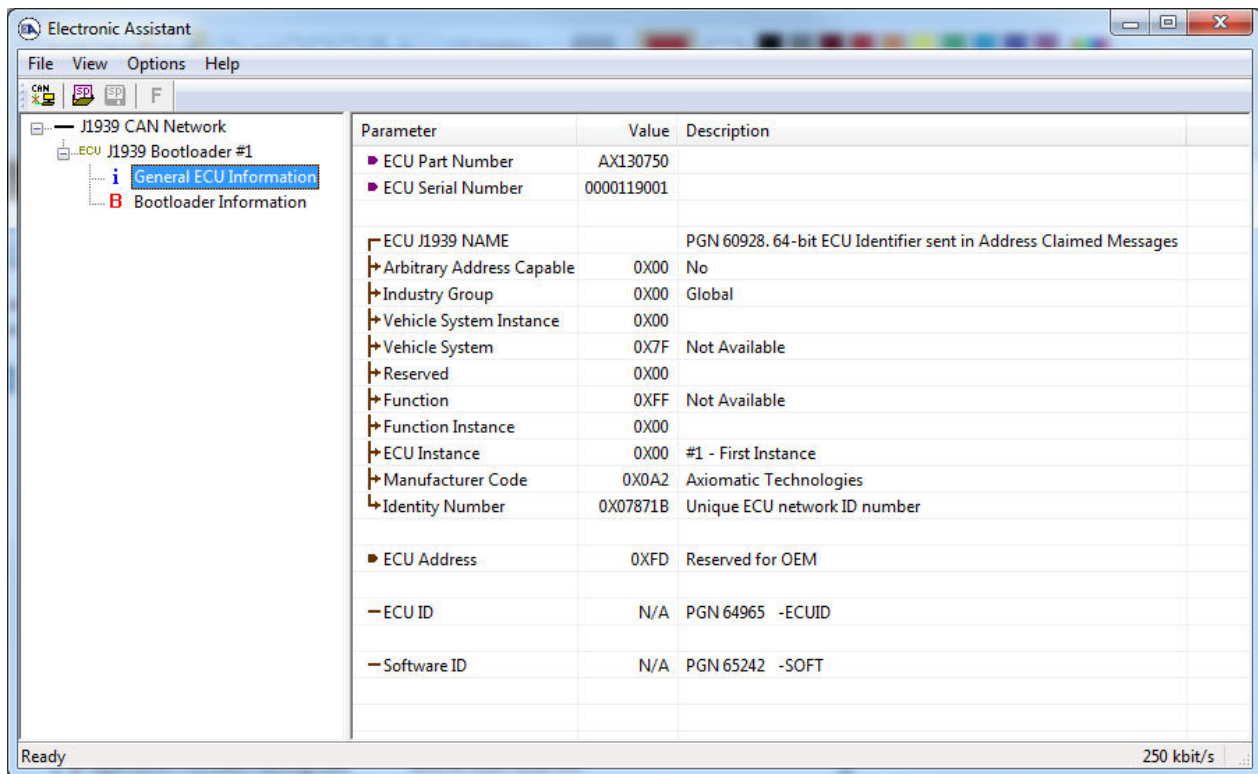 Electronic Assistant
File View Options Help
CAN SP SP F
J1939 CAN Network
ECU J1939 Bootloader #1
i General ECU Information
B Bootloader Information
Parameter Value Description
ECU Part Number AX130750
ECU Serial Number 0000119001
ECU J1939 NAME PGN 60928. 64-bit ECU Identifier sent in Address Claimed Messages
Arbitrary Address Capable 0X00 No
Industry Group 0X00 Global
Vehicle System Instance 0X00
Vehicle System 0X7F Not Available
Reserved 0X00
Function 0XFF Not Available
Function Instance 0X00
ECU Instance 0X00 #1 - First Instance
Manufacturer Code 0X0A2 Axiomatic Technologies
Identity Number 0X07871B Unique ECU network ID number
ECU Address 0XFD Reserved for OEM
ECU ID N/A PGN 64965 -ECUID
Software ID N/A PGN 65242 -SOFT
Ready 250 kbit/s